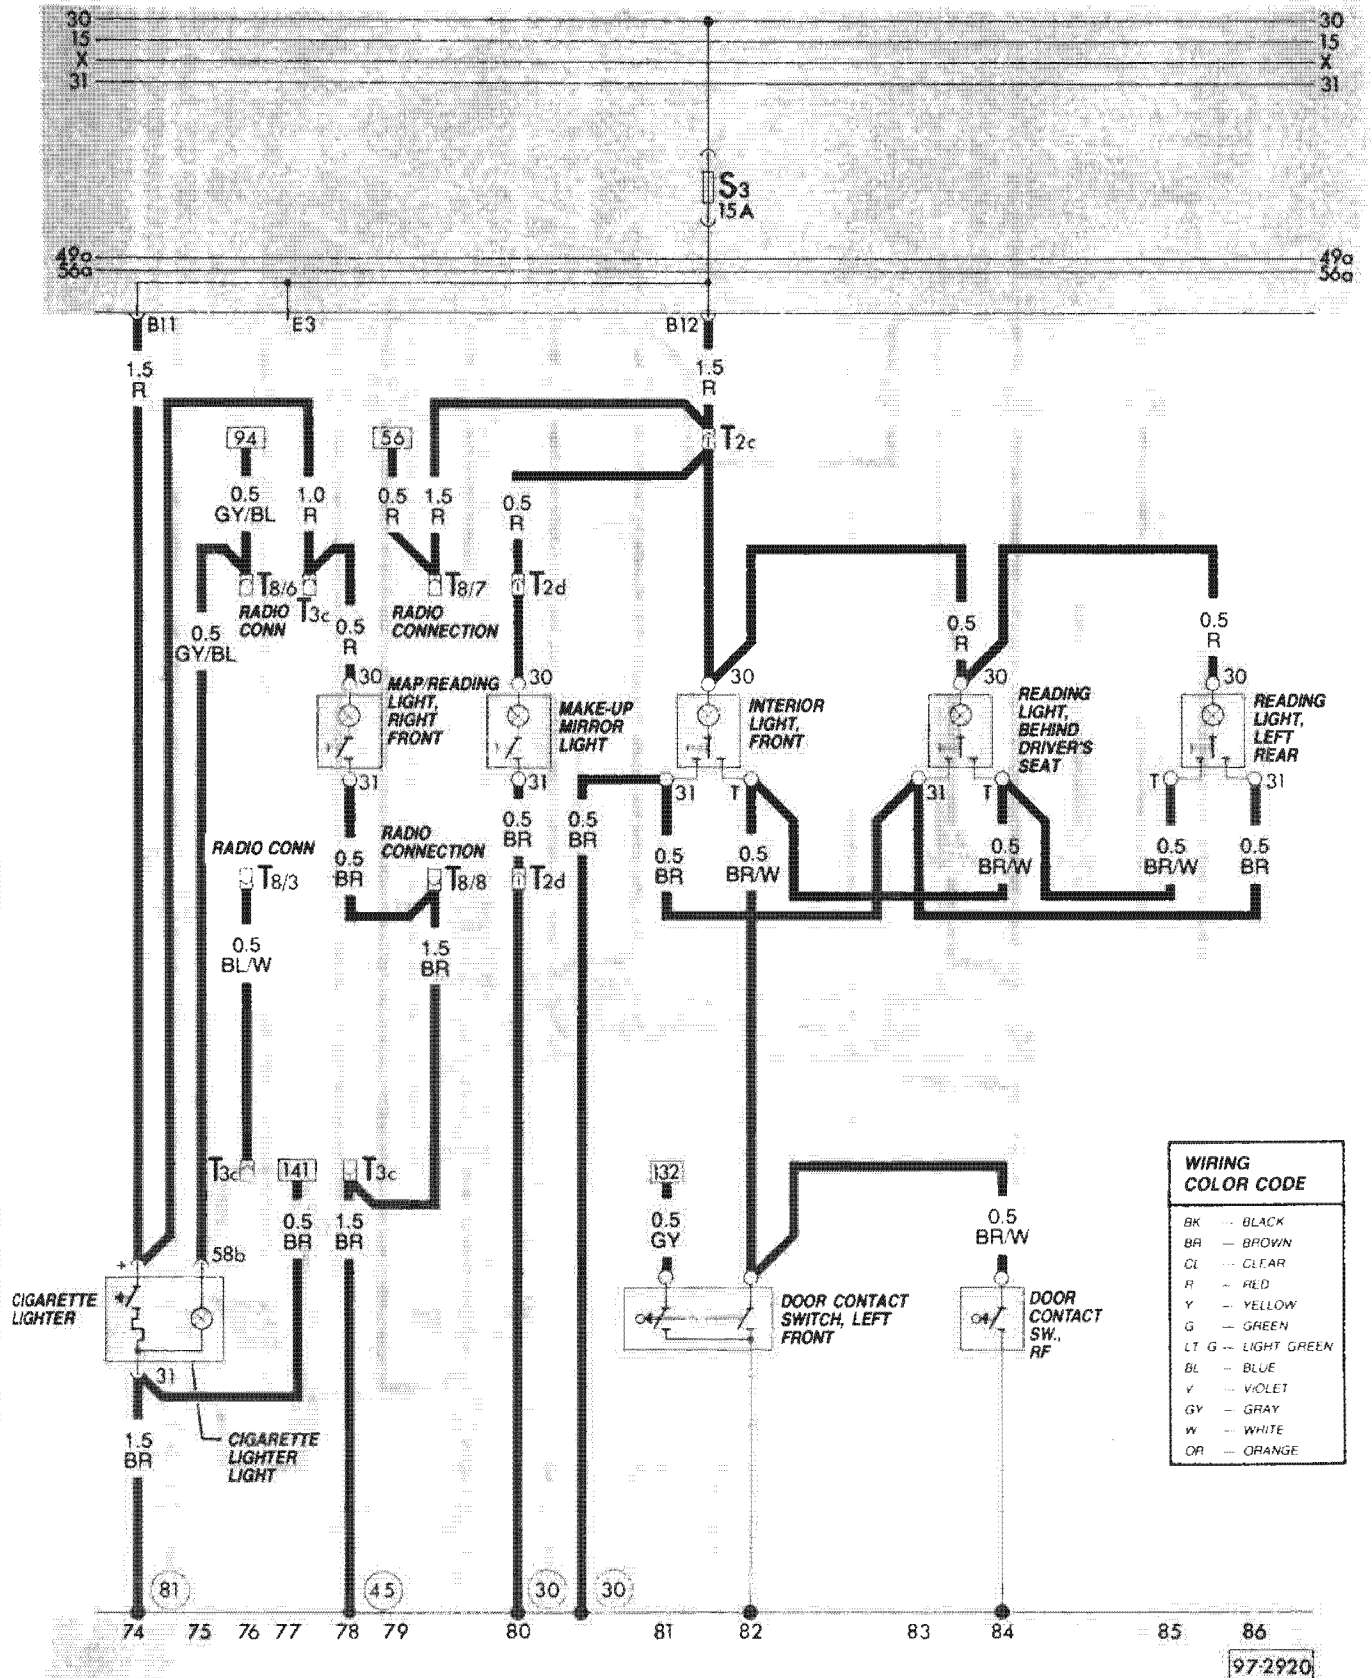 30 30
15 15
X X
31 31
S3
15A
49a 49a
56a 56a
B11 E3 B12
1.5
R
1.5
R
94 56 T2c
0.5
GY/BL
1.0
R
0.5
R
1.5
R
0.5
R
T8/6
RADIO
CONN
T3c
T8/7
RADIO
CONNECTION
T2d
0.5
GY/BL
0.5
R
0.5
R
0.5
R
30
MAP/READING
LIGHT,
RIGHT
FRONT
31
30
MAKE-UP
MIRROR
LIGHT
31
30
INTERIOR
LIGHT,
FRONT
31 T
30
READING
LIGHT,
BEHIND
DRIVER'S
SEAT
31 T
30
READING
LIGHT,
LEFT
REAR
T 31
RADIO CONN
T8/3
0.5
BR
RADIO
CONNECTION
T8/8
0.5
BR
T2d
0.5
BR
0.5
BR
0.5
BR/W
0.5
BR/W
0.5
BR/W
0.5
BR
0.5
BL/W
1.5
BR
T3c 141 T3c 132
0.5
BR
1.5
BR
0.5
GY
0.5
BR/W
+ 58b
CIGARETTE
LIGHTER
31
DOOR CONTACT
SWITCH, LEFT
FRONT
DOOR
CONTACT
SW.,
RF
1.5
BR
CIGARETTE
LIGHTER
LIGHT
WIRING
COLOR CODE
BK — BLACK
BR — BROWN
CL — CLEAR
R — RED
Y — YELLOW
G — GREEN
LT G — LIGHT GREEN
BL — BLUE
V — VIOLET
GY — GRAY
W — WHITE
OR — ORANGE
81 45 30 30
74 75 76 77 78 79 80 81 82 83 84 85 86
97-2920